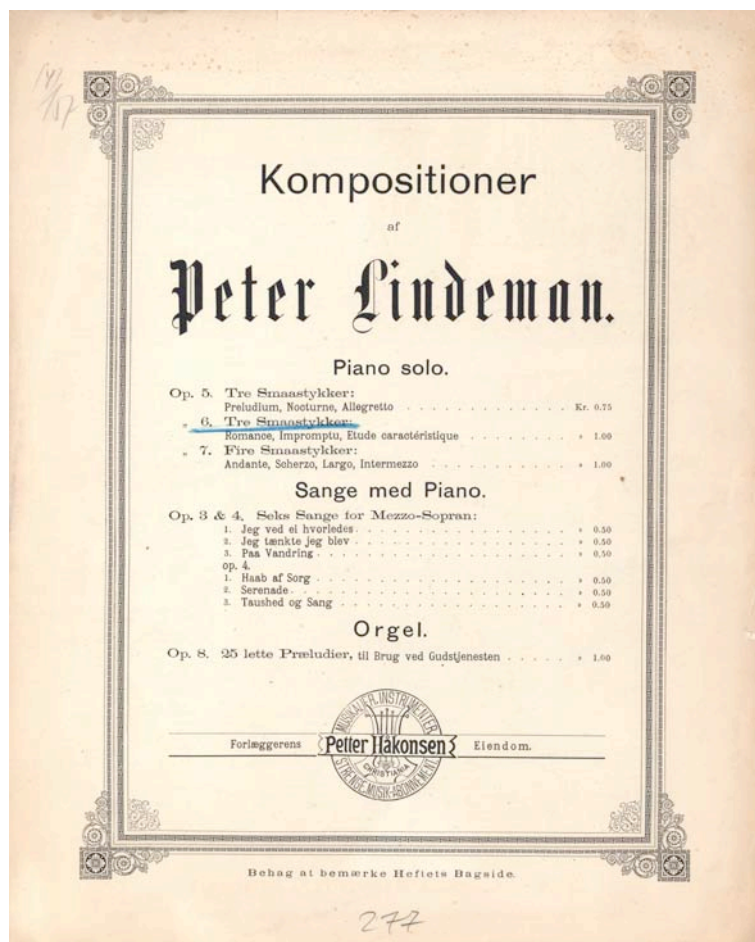 Kompositioner
af
Peter Lindeman.
Piano solo.
Op. 5. Tre Smaastykker:
Preludium, Nocturne, Allegretto . . . . . . . . . . . . Kr. 0.75
„ 6. Tre Smaastykker:
Romance, Impromptu, Etude caractéristique . . . . . . . . „ 1.00
„ 7. Fire Smaastykker:
Andante, Scherzo, Largo, Intermezzo . . . . . . . . . . „ 1.00
Sange med Piano.
Op. 3 & 4. Seks Sange for Mezzo-Sopran:
1. Jeg ved ei hvorledes . . . . . . . . . . . . . . . „ 0.50
2. Jeg tænkte jeg blev . . . . . . . . . . . . . . . „ 0.50
3. Paa Vandring . . . . . . . . . . . . . . . . . . „ 0.50
op. 4.
1. Haab af Sorg . . . . . . . . . . . . . . . . . . „ 0.50
2. Serenade . . . . . . . . . . . . . . . . . . . . „ 0.50
3. Taushed og Sang . . . . . . . . . . . . . . . . „ 0.50
Orgel.
Op. 8. 25 lette Præludier, til Brug ved Gudstjenesten . . . . . „ 1.00
MUSIKALIER, INSTRUMENTER
Forlæggerens Petter Håkonsen Eiendom.
CHRISTIANIA
STRENGE, MUSIK-ABONNEMENT
Behag at bemærke Heftets Bagside.
277